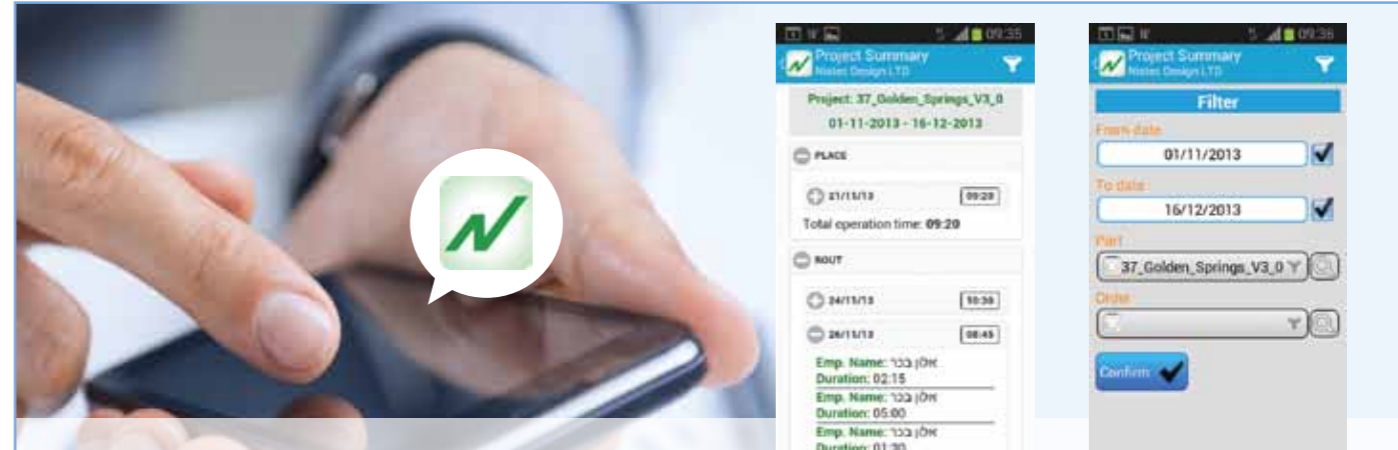 09:35
Project Summary
Nistec Design LTD
Project: 37_Golden_Springs_V3_0
01-11-2013 - 16-12-2013
PLACE
21/11/13 09:20
Total operation time: 09:20
ROUT
24/11/13 10:30
26/11/13 08:45
Emp. Name: אלון בכר
Duration: 02:15
Emp. Name: אלון בכר
Duration: 05:00
Emp. Name: אלון בכר
Duration: 01:30
09:36
Project Summary
Nistec Design LTD
Filter
From date
01/11/2013
To date
16/12/2013
Part
37_Golden_Springs_V3_0
Order
Confirm